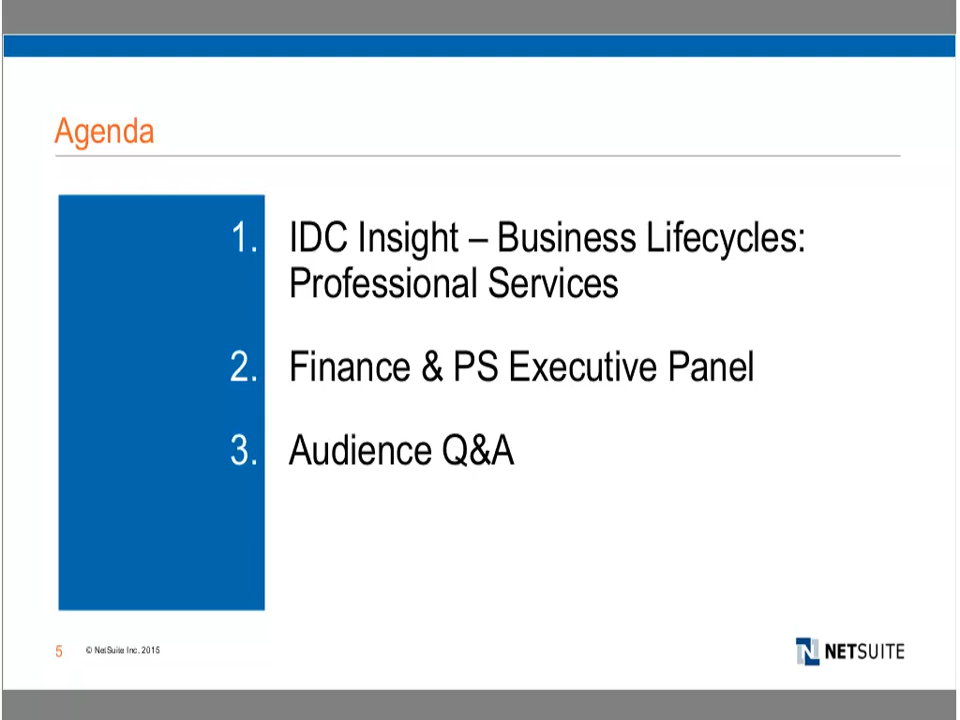 Agenda
1. IDC Insight – Business Lifecycles:
Professional Services
2. Finance & PS Executive Panel
3. Audience Q&A
5 © NetSuite Inc. 2015
N NETSUITE